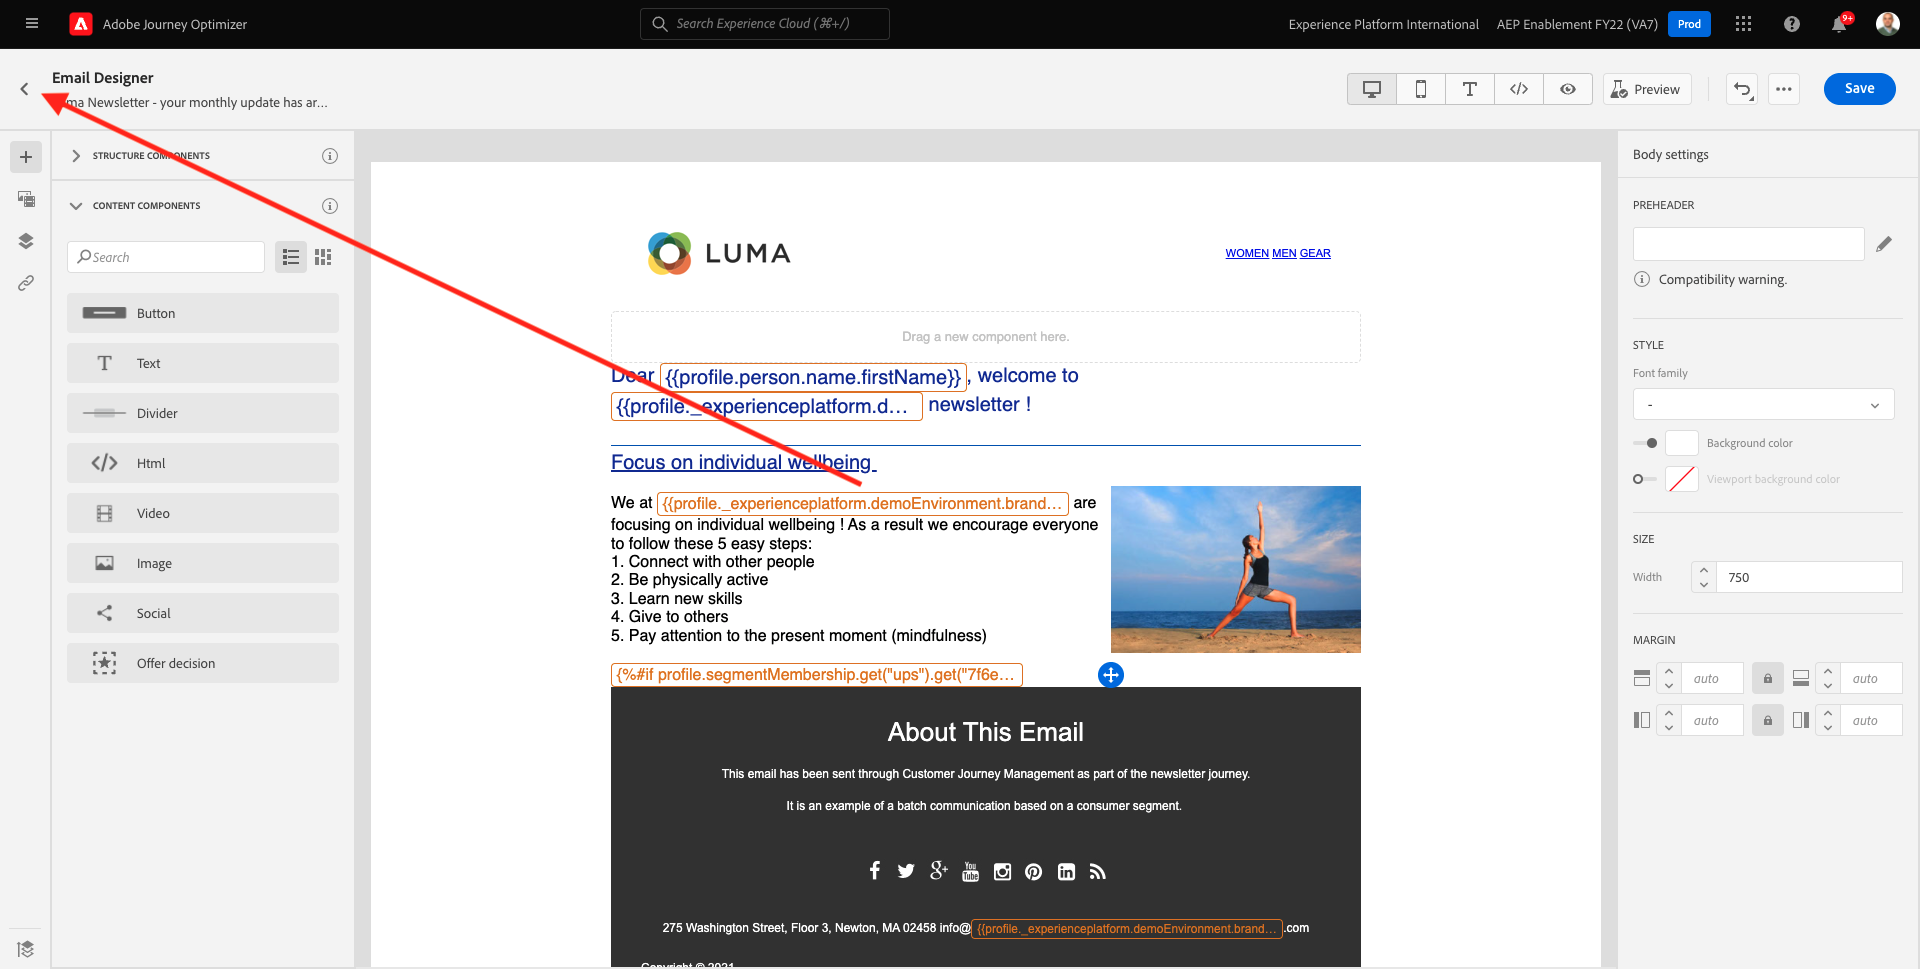 Adobe Journey Optimizer
Search Experience Cloud (⌘+/)
Experience Platform International
AEP Enablement FY22 (VA7)
Prod
9+
Email Designer
ma Newsletter - your monthly update has ar...
Preview
Save
STRUCTURE COMPONENTS
CONTENT COMPONENTS
Search
Button
Text
Divider
Html
Video
Image
Social
Offer decision
LUMA
WOMEN MEN GEAR
Drag a new component here.
Dear {{profile.person.name.firstName}}, welcome to
{{profile._experienceplatform.d... newsletter !
Focus on individual wellbeing
We at {{profile._experienceplatform.demoEnvironment.brand... are
focusing on individual wellbeing ! As a result we encourage everyone
to follow these 5 easy steps:
1. Connect with other people
2. Be physically active
3. Learn new skills
4. Give to others
5. Pay attention to the present moment (mindfulness)
{%#if profile.segmentMembership.get("ups").get("7f6e...
About This Email
This email has been sent through Customer Journey Management as part of the newsletter journey.
It is an example of a batch communication based on a consumer segment.
You Tube
275 Washington Street, Floor 3, Newton, MA 02458 info@{{profile._experienceplatform.demoEnvironment.brand... .com
Copyright © 2021
Body settings
PREHEADER
Compatibility warning.
STYLE
Font family
-
Background color
Viewport background color
SIZE
Width
750
MARGIN
auto
auto
auto
auto